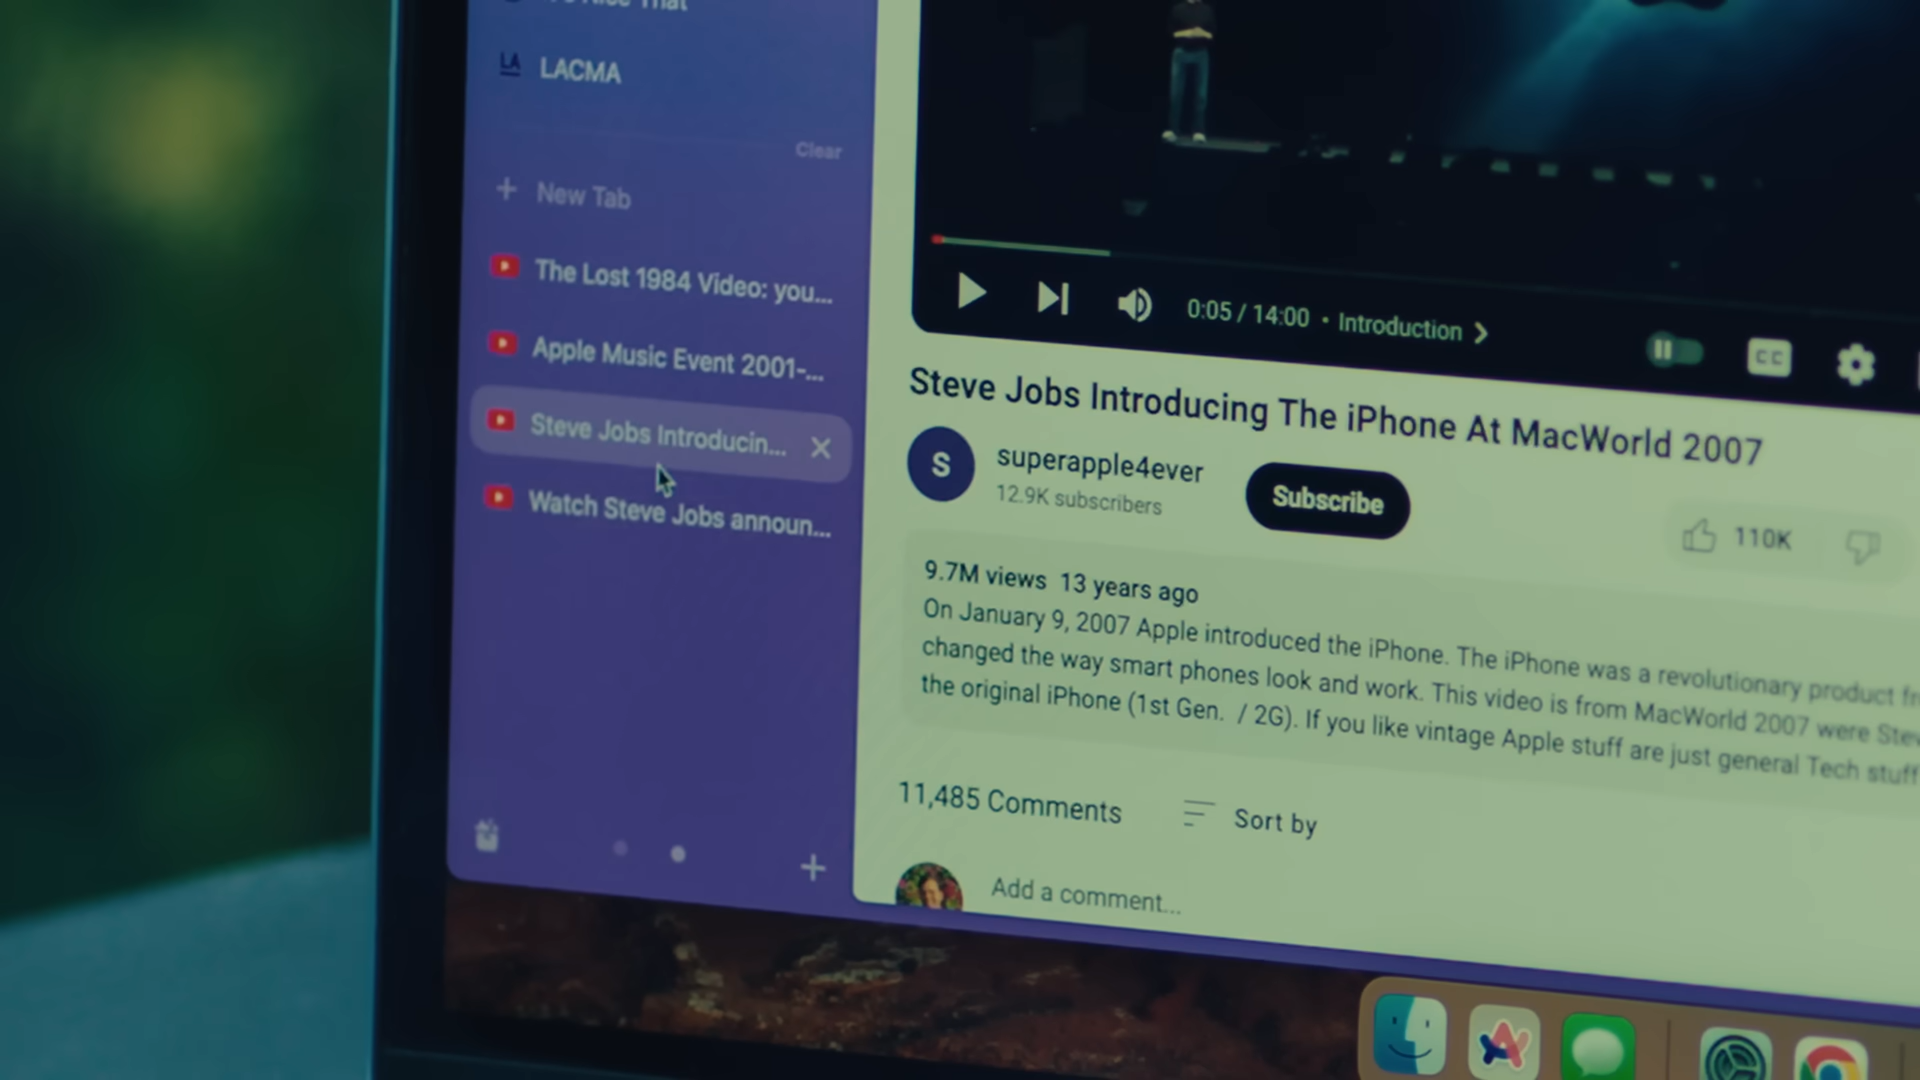 Nice That
LACMA
Clear
New Tab
The Lost 1984 Video: you...
Apple Music Event 2001-...
Steve Jobs Introducin...
Watch Steve Jobs announ...
0:05 / 14:00 • Introduction
CC
Steve Jobs Introducing The iPhone At MacWorld 2007
S
superapple4ever
12.9K subscribers
Subscribe
110K
9.7M views 13 years ago
On January 9, 2007 Apple introduced the iPhone. The iPhone was a revolutionary product
changed the way smart phones look and work. This video is from MacWorld 2007 were
the original iPhone (1st Gen. / 2G). If you like vintage Apple stuff are just general Tech stuff
11,485 Comments
Sort by
Add a comment...